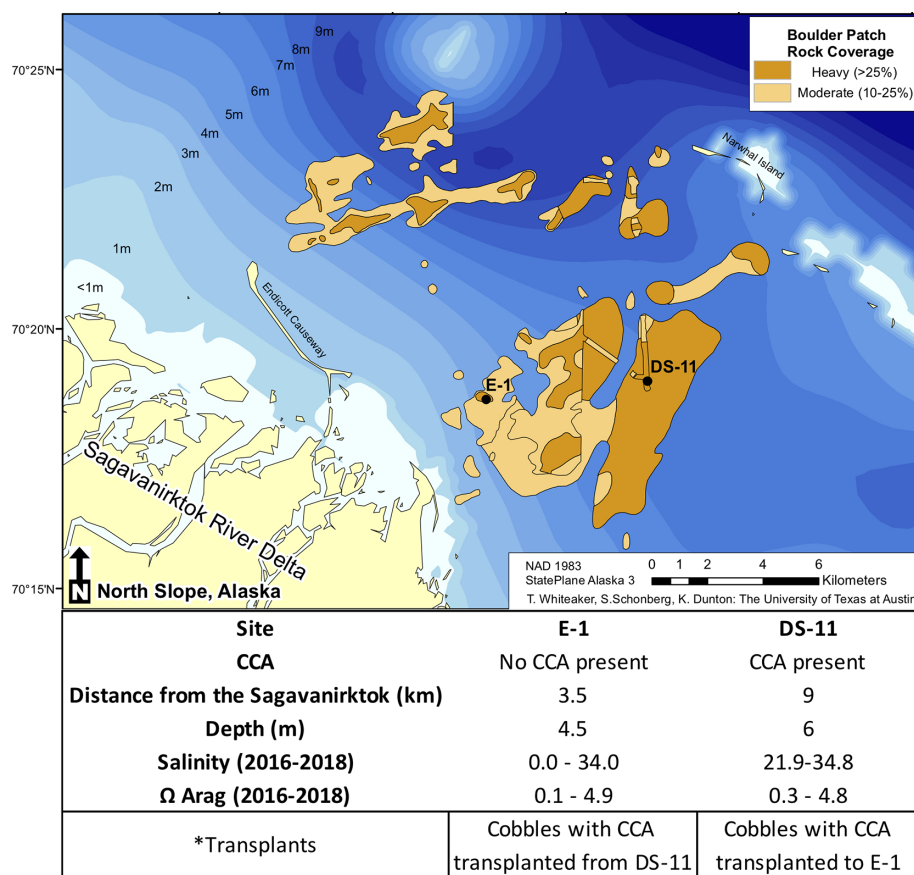 9m
8m
7m
6m
5m
4m
3m
2m
1m
<1m
70°25'N
70°20'N
70°15'N
Boulder Patch
Rock Coverage
Heavy (>25%)
Moderate (10-25%)
Narwhal Island
Endicott Causeway
E-1
DS-11
Sagavanirktok River Delta
N
North Slope, Alaska
NAD 1983
StatePlane Alaska 3
0 1 2 4 6
Kilometers
T. Whiteaker, S.Schonberg, K. Dunton: The University of Texas at Austin
Site E-1 DS-11
CCA No CCA present CCA present
Distance from the Sagavanirktok (km) 3.5 9
Depth (m) 4.5 6
Salinity (2016-2018) 0.0 - 34.0 21.9-34.8
Ω Arag (2016-2018) 0.1 - 4.9 0.3 - 4.8
*Transplants
Cobbles with CCA
transplanted from DS-11
Cobbles with CCA
transplanted to E-1